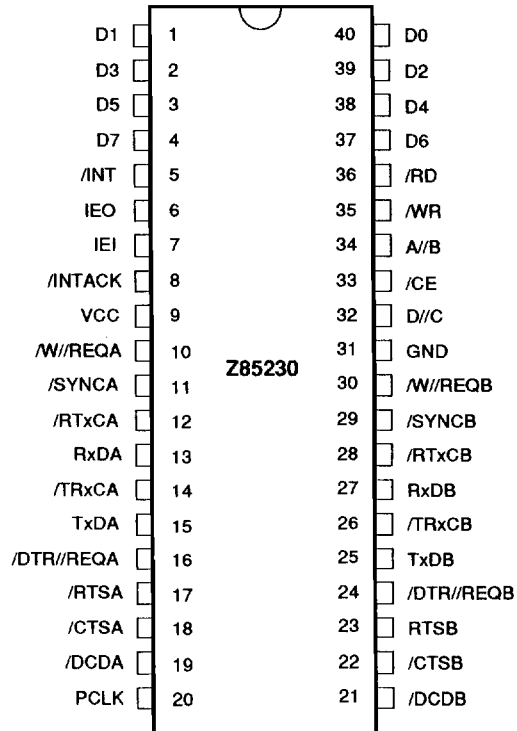 D1 1 40 D0
D3 2 39 D2
D5 3 38 D4
D7 4 37 D6
/INT 5 36 /RD
IEO 6 35 /WR
IEI 7 34 A//B
/INTACK 8 33 /CE
VCC 9 32 D//C
/W//REQA 10 31 GND
Z85230
/SYNCA 11 30 /W//REQB
/RTxCA 12 29 /SYNCB
RxDA 13 28 /RTxCB
/TRxCA 14 27 RxDB
TxDA 15 26 /TRxCB
/DTR//REQA 16 25 TxDB
/RTSA 17 24 /DTR//REQB
/CTSA 18 23 RTSB
/DCDA 19 22 /CTSB
PCLK 20 21 /DCDB